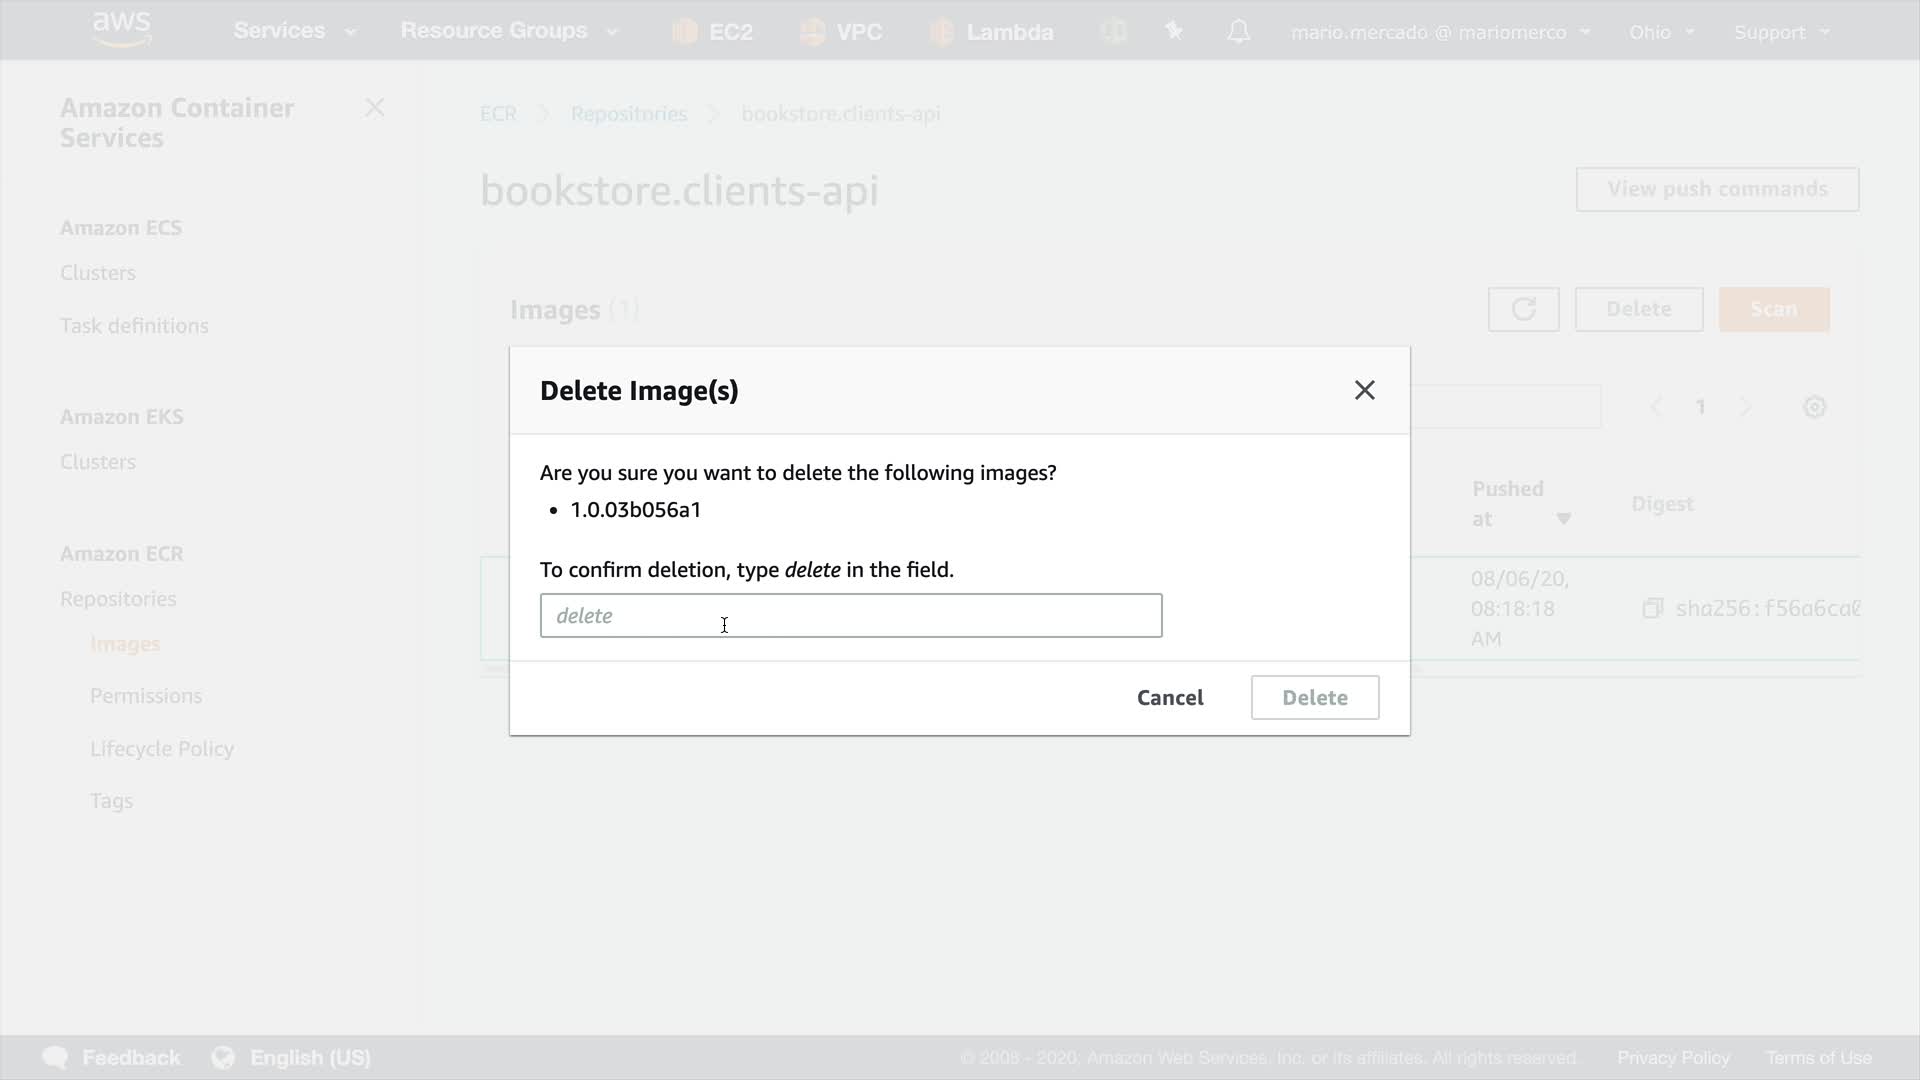 aws
Services
Resource Groups
EC2
VPC
Lambda
mario.mercado @ mariomerco
Ohio
Support
Amazon Container
Services
Amazon ECS
Clusters
Task definitions
Amazon EKS
Clusters
Amazon ECR
Repositories
Images
Permissions
Lifecycle Policy
Tags
ECR
Repositories
bookstore.clients-api
bookstore.clients-api
View push commands
Images (1)
Delete
Scan
1
Pushed
at
Digest
08/06/20,
08:18:18
AM
sha256:f56a6ca0
Delete Image(s)
Are you sure you want to delete the following images?
• 1.0.03b056a1
To confirm deletion, type delete in the field.
delete
Cancel
Delete
Feedback
English (US)
© 2008 - 2020, Amazon Web Services, Inc. or its affiliates. All rights reserved.
Privacy Policy
Terms of Use